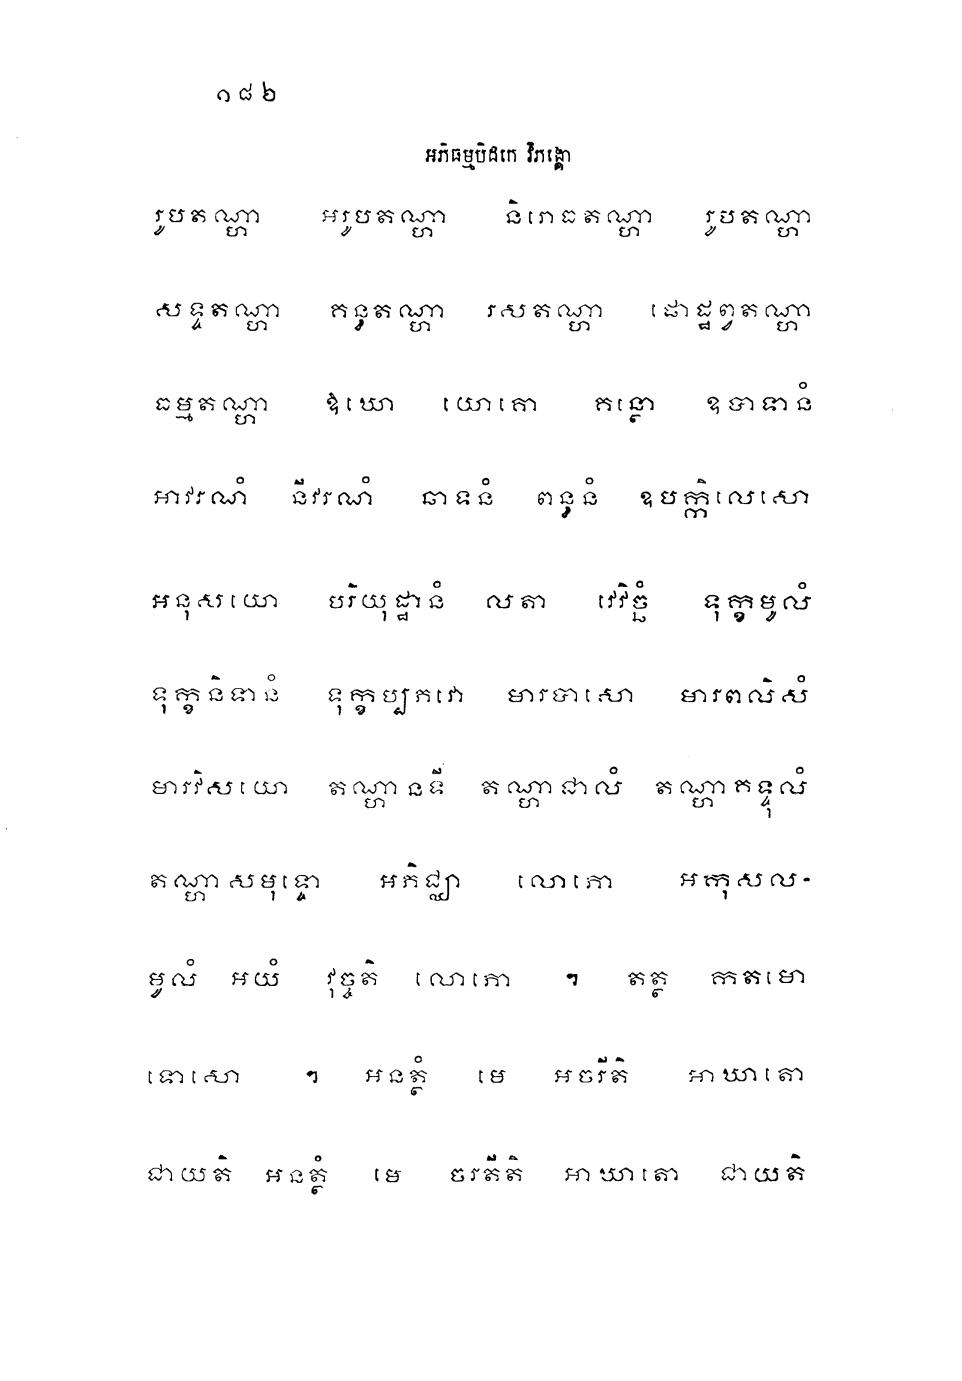 ១៨៦
អភិធម្មបិដកេ វិភង្គោ
រូបតណ្ហា អរូបតណ្ហា និរោធតណ្ហា រូបតណ្ហា
សទ្ទតណ្ហា គន្ធតណ្ហា រសតណ្ហា ផោដ្ឋព្វតណ្ហា
ធម្មតណ្ហា ឱឃោ យោគោ គន្ថោ ឧបាទានំ
អាវរណំ នីវរណំ ឆាទនំ ពន្ធនំ ឧបក្កិលេសោ
អនុសយោ បរិយុដ្ឋានំ លតា វេវិច្ឆំ ទុក្ខមូលំ
ទុក្ខនិទានំ ទុក្ខប្បភវោ មារបាសោ មារពលិសំ
មារវិសយោ តណ្ហានទី តណ្ហាជាលំ តណ្ហាគទ្ទុលំ
តណ្ហាសមុទ្ទោ អភិជ្ឈា លោភោ អកុសល-
មូលំ អយំ វុច្ចតិ លោភោ ។ តត្ថ កតមោ
ទោសោ ។ អនត្ថំ មេ អចរីតិ អាឃាតោ
ជាយតិ អនត្ថំ មេ ចរតីតិ អាឃាតោ ជាយតិ